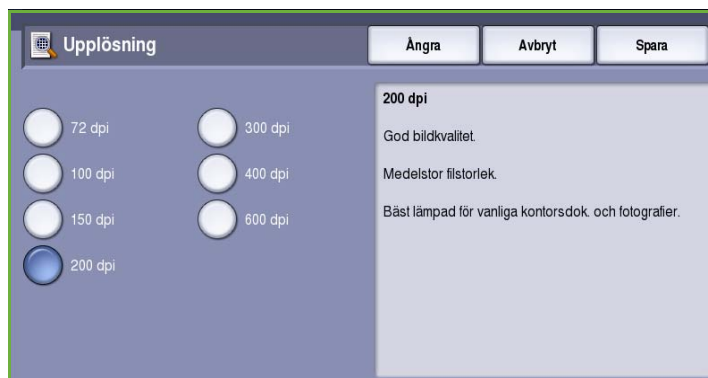 Upplösning
Ångra
Avbryt
Spara
72 dpi
100 dpi
150 dpi
200 dpi
300 dpi
400 dpi
600 dpi
200 dpi
God bildkvalitet.
Medelstor filstorlek.
Bäst lämpad för vanliga kontorsdok. och fotografier.